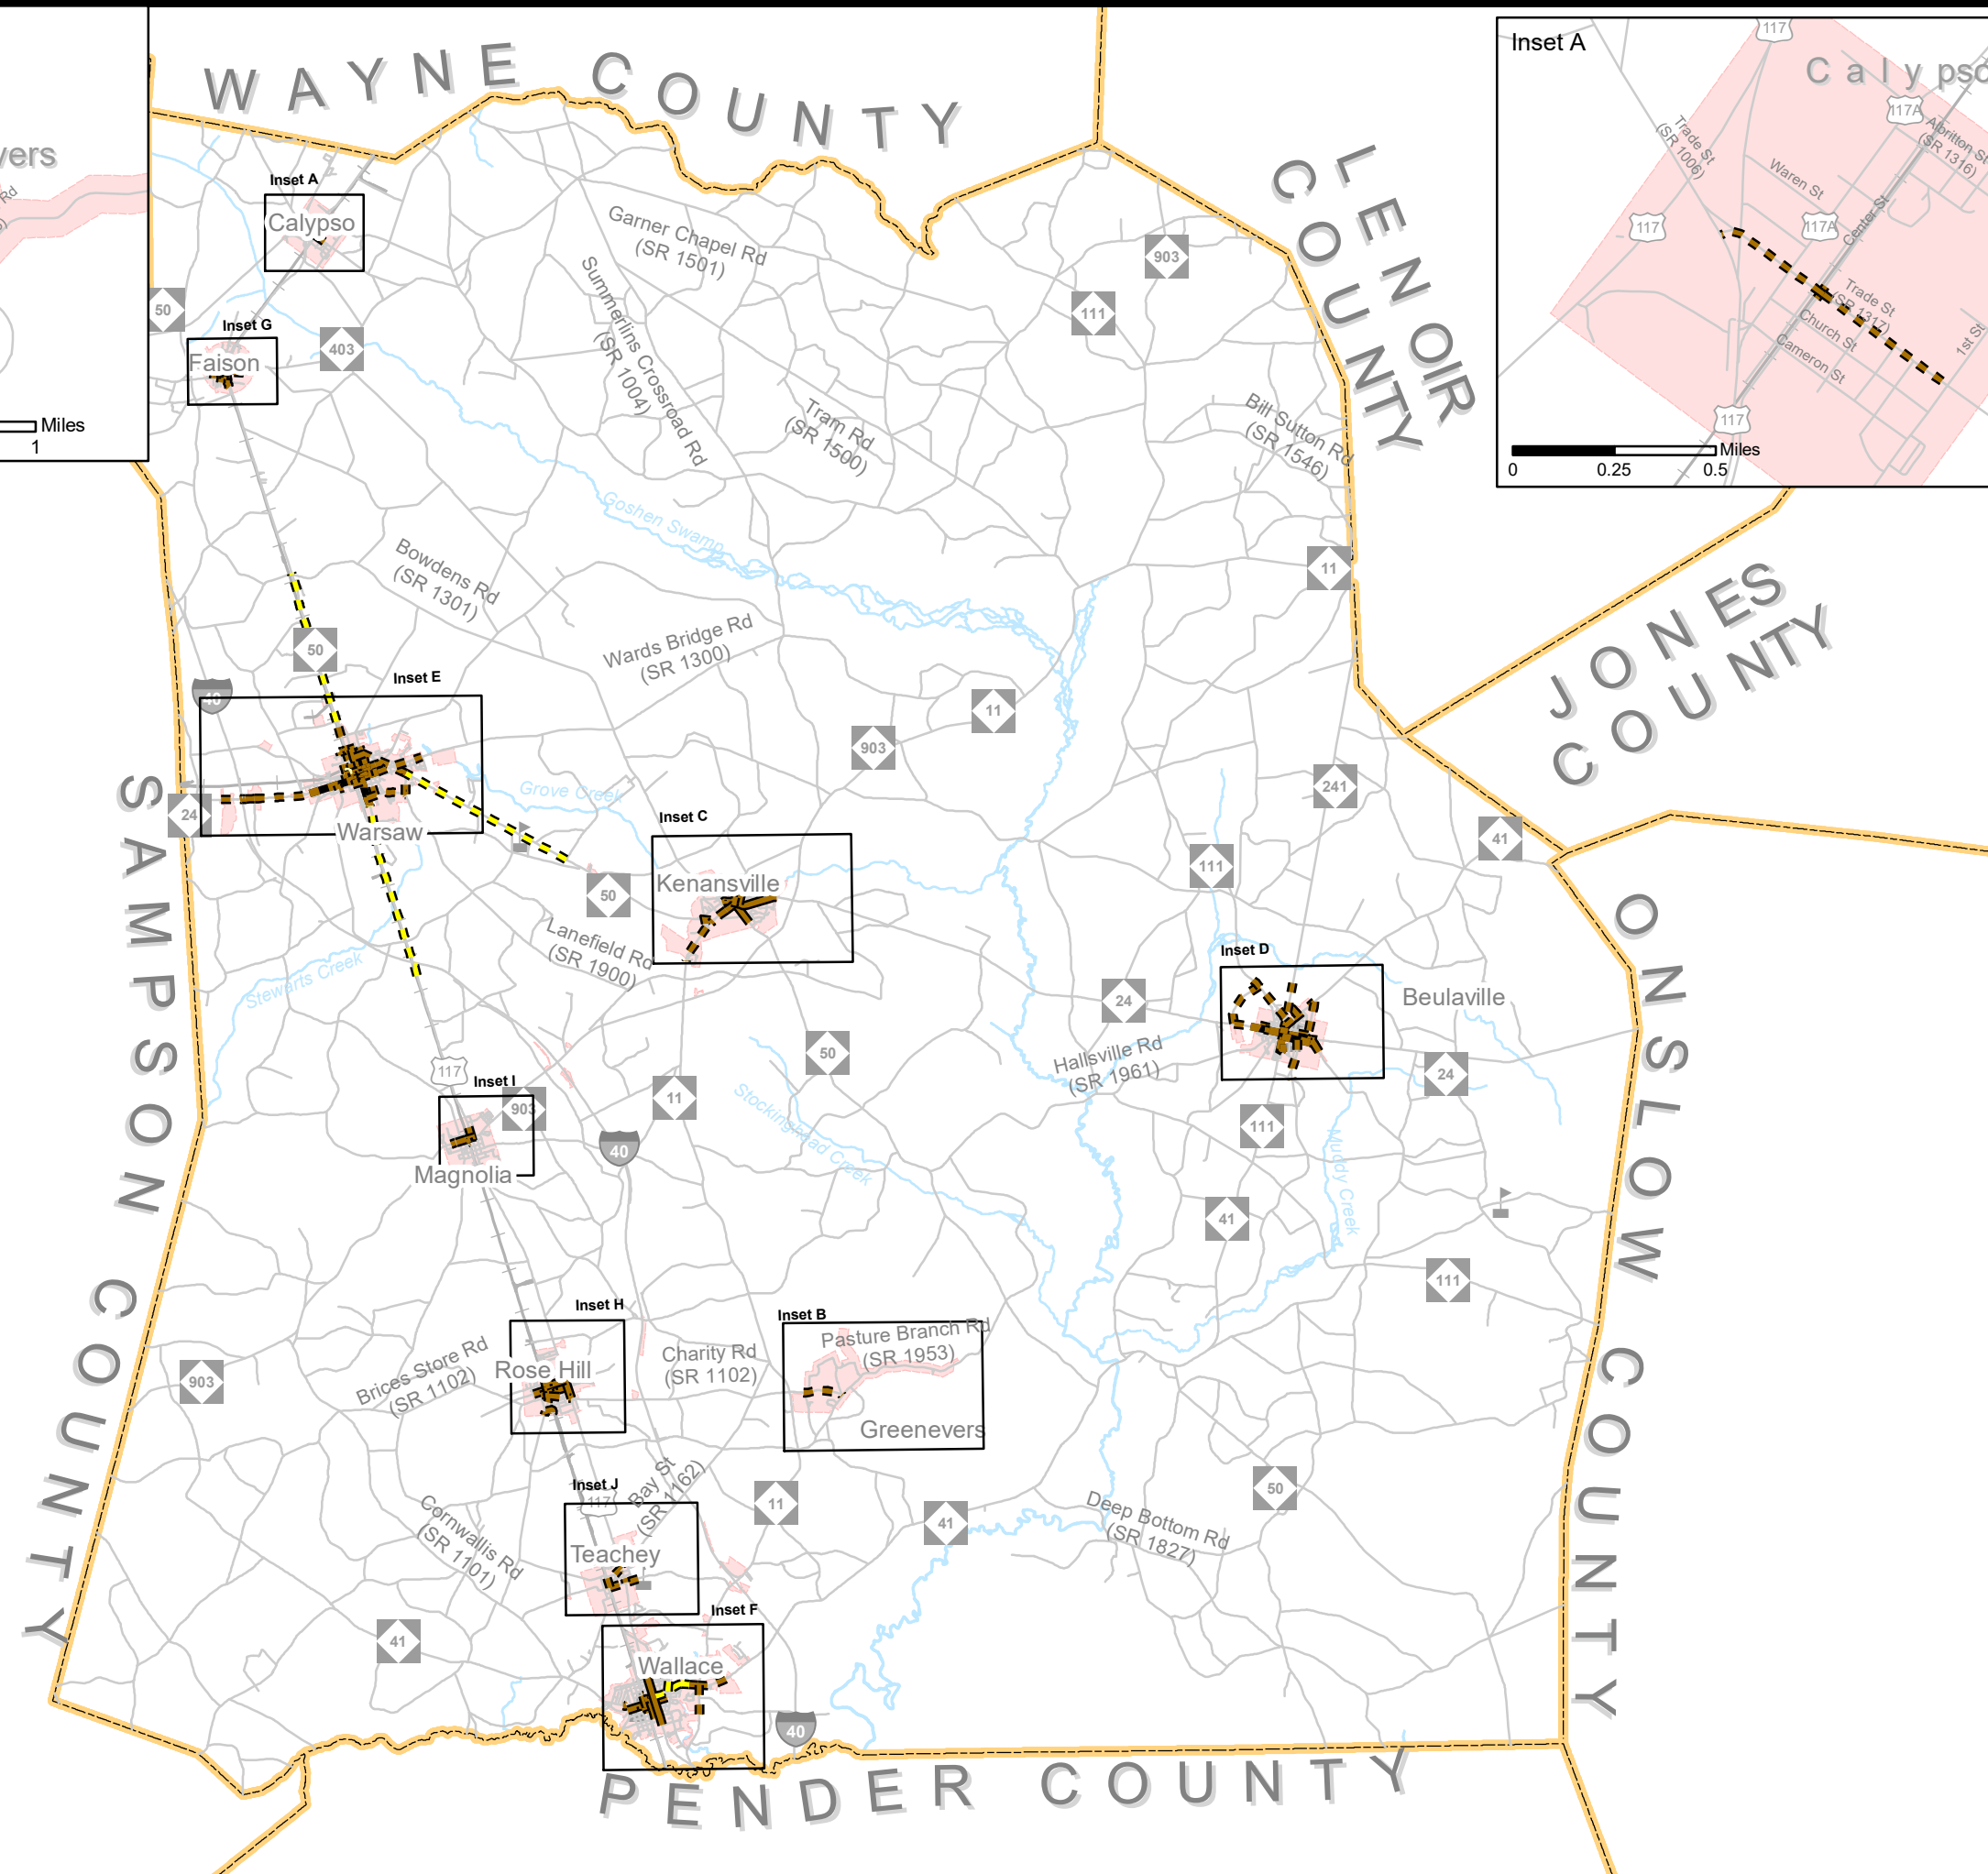 WAYNE COUNTY
LENOIR
COUNTY
JONES
COUNTY
ONSLOW COUNTY
PENDER COUNTY
SAMPSON COUNTY
Inset A
Calypso
117
117A
Albritton St
(SR 1316)
Trade St
(SR 1006)
Waren St
117
117A
Center St
Trade St
(SR 1317)
Church St
Cameron St
1st St
117
Miles
0
0.25
0.5
Rd
Miles
1
Inset A
Calypso
50
Inset G
Faison
403
Garner Chapel Rd
(SR 1501)
Summerlins Crossroad Rd
(SR 1004)
903
111
Tram Rd
(SR 1500)
Bill Sutton Rd
(SR 1546)
Goshen Swamp
11
Bowdens Rd
(SR 1301)
50
Wards Bridge Rd
(SR 1300)
Inset E
40
11
903
241
24
Warsaw
Grove Creek
Inset C
Kenansville
50
41
111
Lanefield Rd
(SR 1900)
Stewarts Creek
Inset D
Beulaville
24
50
Hallsville Rd
(SR 1961)
24
117
Inset I
903
11
Stockinghead Creek
111
Muddy Creek
40
Magnolia
41
111
Inset H
Inset B
Pasture Branch Rd
(SR 1953)
Rose Hill
Charity Rd
(SR 1102)
Brices Store Rd
(SR 1102)
903
Greenevers
Inset J
117
Bay St
(SR 1162)
11
50
41
Deep Bottom Rd
(SR 1827)
Cornwallis Rd
(SR 1101)
Teachey
Inset F
41
Wallace
40